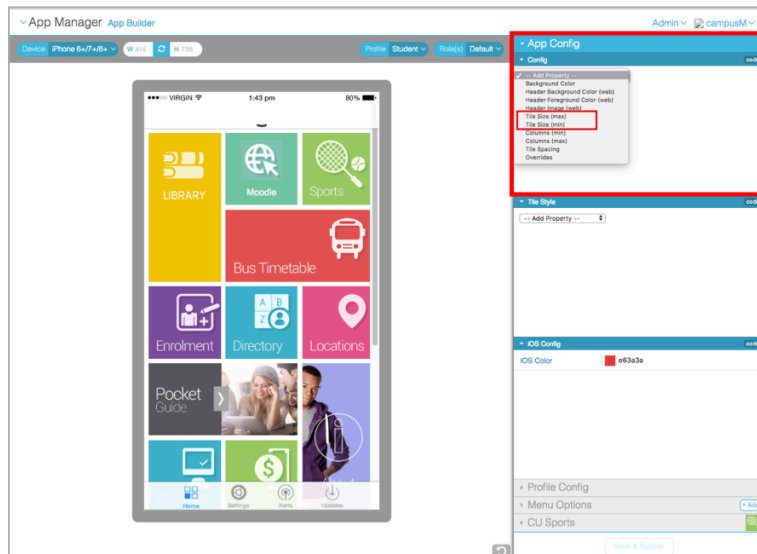 App Manager App Builder
Admin campusM
Device iPhone 6+/7+/8+ W 414 H 736 Profile Student Role(s) Default
App Config
Config code
-- Add Property --
Background Color
Header Background Color (web)
Header Foreground Color (web)
Header Image (web)
Tile Size (max)
Tile Size (min)
Columns (min)
Columns (max)
Tile Spacing
Overrides
Tile Style code
-- Add Property --
iOS Config code
iOS Color e63a3a
Profile Config
Menu Options + Add
CU Sports
Save & Publish
VIRGIN 1:43 pm 80%
LIBRARY
Moodle
Sports
Bus Timetable
A B
Z
Enrolment
Directory
Locations
Pocket
Guide
Home Settings Alerts Updates